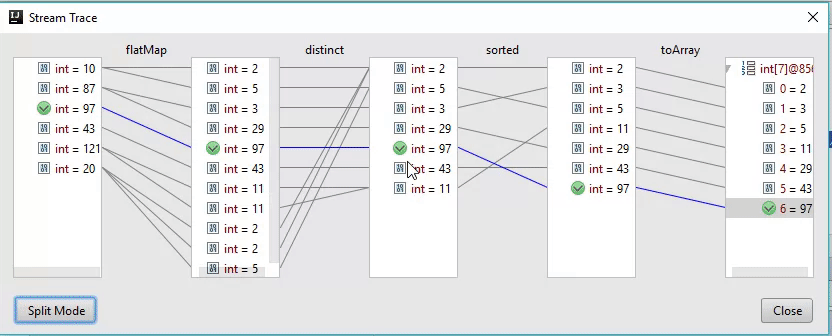 Stream Trace
flatMap distinct sorted toArray
int = 10
int = 87
int = 97
int = 43
int = 121
int = 20
int = 2
int = 5
int = 3
int = 29
int = 97
int = 43
int = 11
int = 11
int = 2
int = 2
int = 5
int = 2
int = 5
int = 3
int = 29
int = 97
int = 43
int = 11
int = 2
int = 3
int = 5
int = 11
int = 29
int = 43
int = 97
int[7]@85
0 = 2
1 = 3
2 = 5
3 = 11
4 = 29
5 = 43
6 = 97
Split Mode
Close